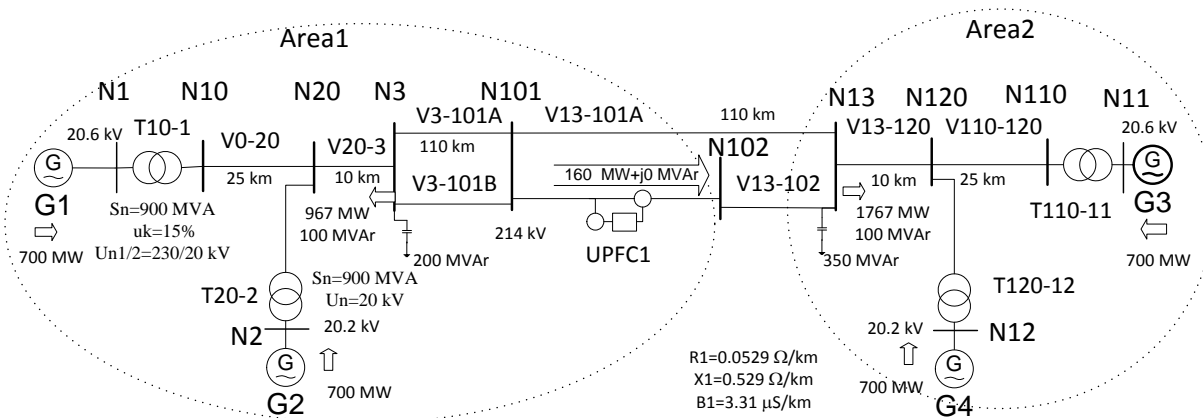 Area1
Area2
N1
N10
N20
N3
N101
N13
N120
N110
N11
20.6 kV
T10-1
V0-20
V20-3
V3-101A
V13-101A
110 km
V13-120
V110-120
20.6 kV
G
G1
25 km
10 km
110 km
V3-101B
160 MW+j0 MVAr
N102
V13-102
10 km
25 km
G
G3
700 MW
Sn=900 MVA
uk=15%
Un1/2=230/20 kV
967 MW
100 MVAr
200 MVAr
214 kV
UPFC1
1767 MW
100 MVAr
350 MVAr
T110-11
700 MW
T20-2
Sn=900 MVA
Un=20 kV
T120-12
N2
20.2 kV
20.2 kV
N12
G
G2
700 MW
R1=0.0529 Ω/km
X1=0.529 Ω/km
B1=3.31 μS/km
700 MW
G
G4